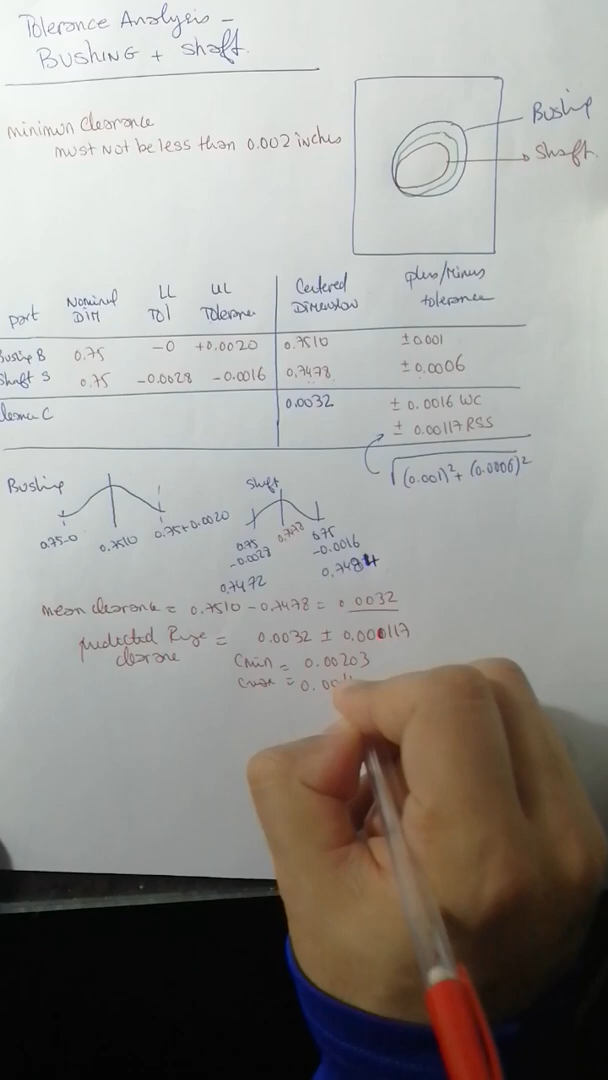 Tolerance Analysis -
BUSHING + shaft.
minimum clearance
must Not be less than 0.002 inches
Bushing
Shaft.
part Nominal DIM LL Tol UL Tolerance Centered DIMENSION plus/Minus tolerance
Bushing B 0.75 -0 +0.0020 0.7510 ±0.001
Shaft S 0.75 -0.0028 -0.0016 0.7478 ±0.0006
C 0.0032 ± 0.0016 WC
± 0.00117 RSS
√(0.001)²+(0.0006)²
Bushing
0.75-0 0.7510 0.75+0.0020
Shaft
0.75 0.7478 0.75
-0.0028 -0.0016
0.7472 0.7484
mean clearance = 0.7510 - 0.7478 = 0.0032
predicted Range = 0.0032 ± 0.000117
clearance
Cmin = 0.00203
Cmax = 0.00